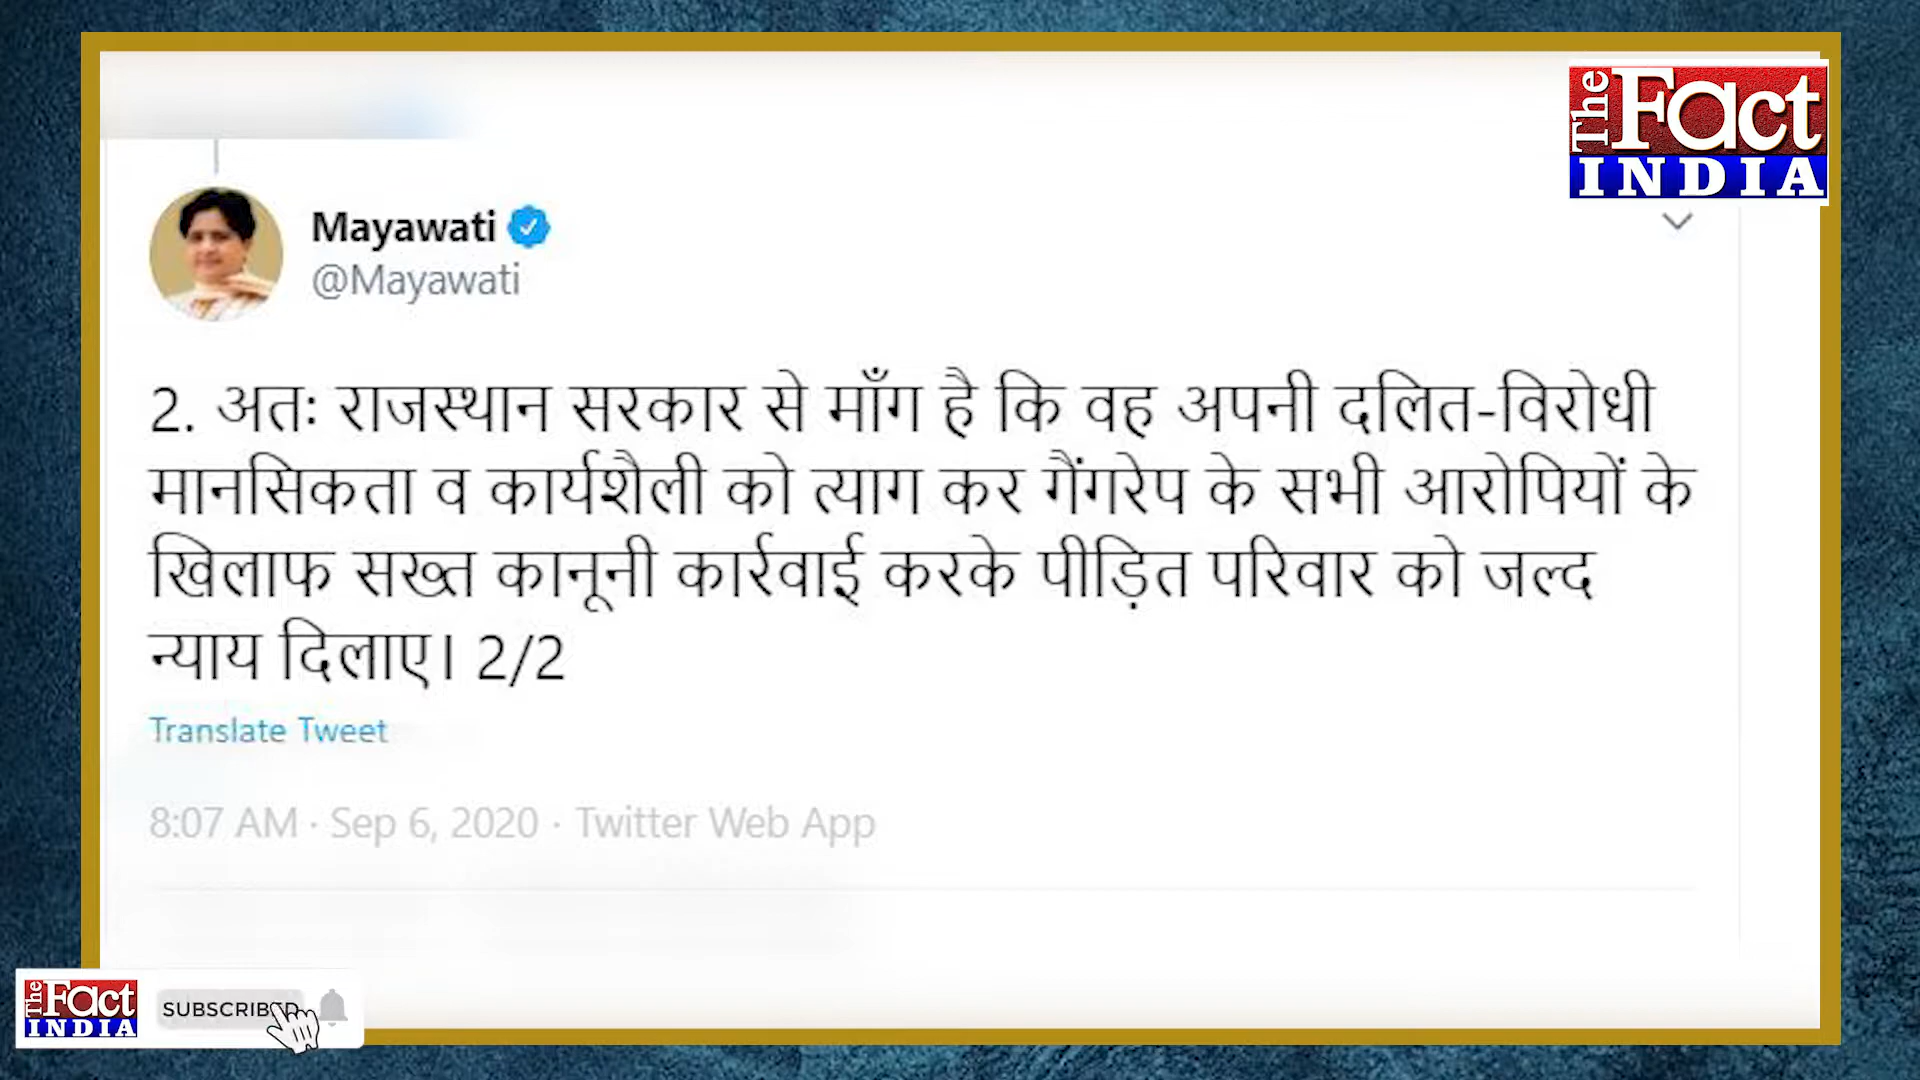 The Fact
INDIA
Mayawati
@Mayawati
2. अतः राजस्थान सरकार से माँग है कि वह अपनी दलित-विरोधी
मानसिकता व कार्यशैली को त्याग कर गैंगरेप के सभी आरोपियों के
खिलाफ सख्त कानूनी कार्रवाई करके पीड़ित परिवार को जल्द
न्याय दिलाए। 2/2
Translate Tweet
8:07 AM · Sep 6, 2020 · Twitter Web App
The Fact
INDIA
SUBSCRIBED